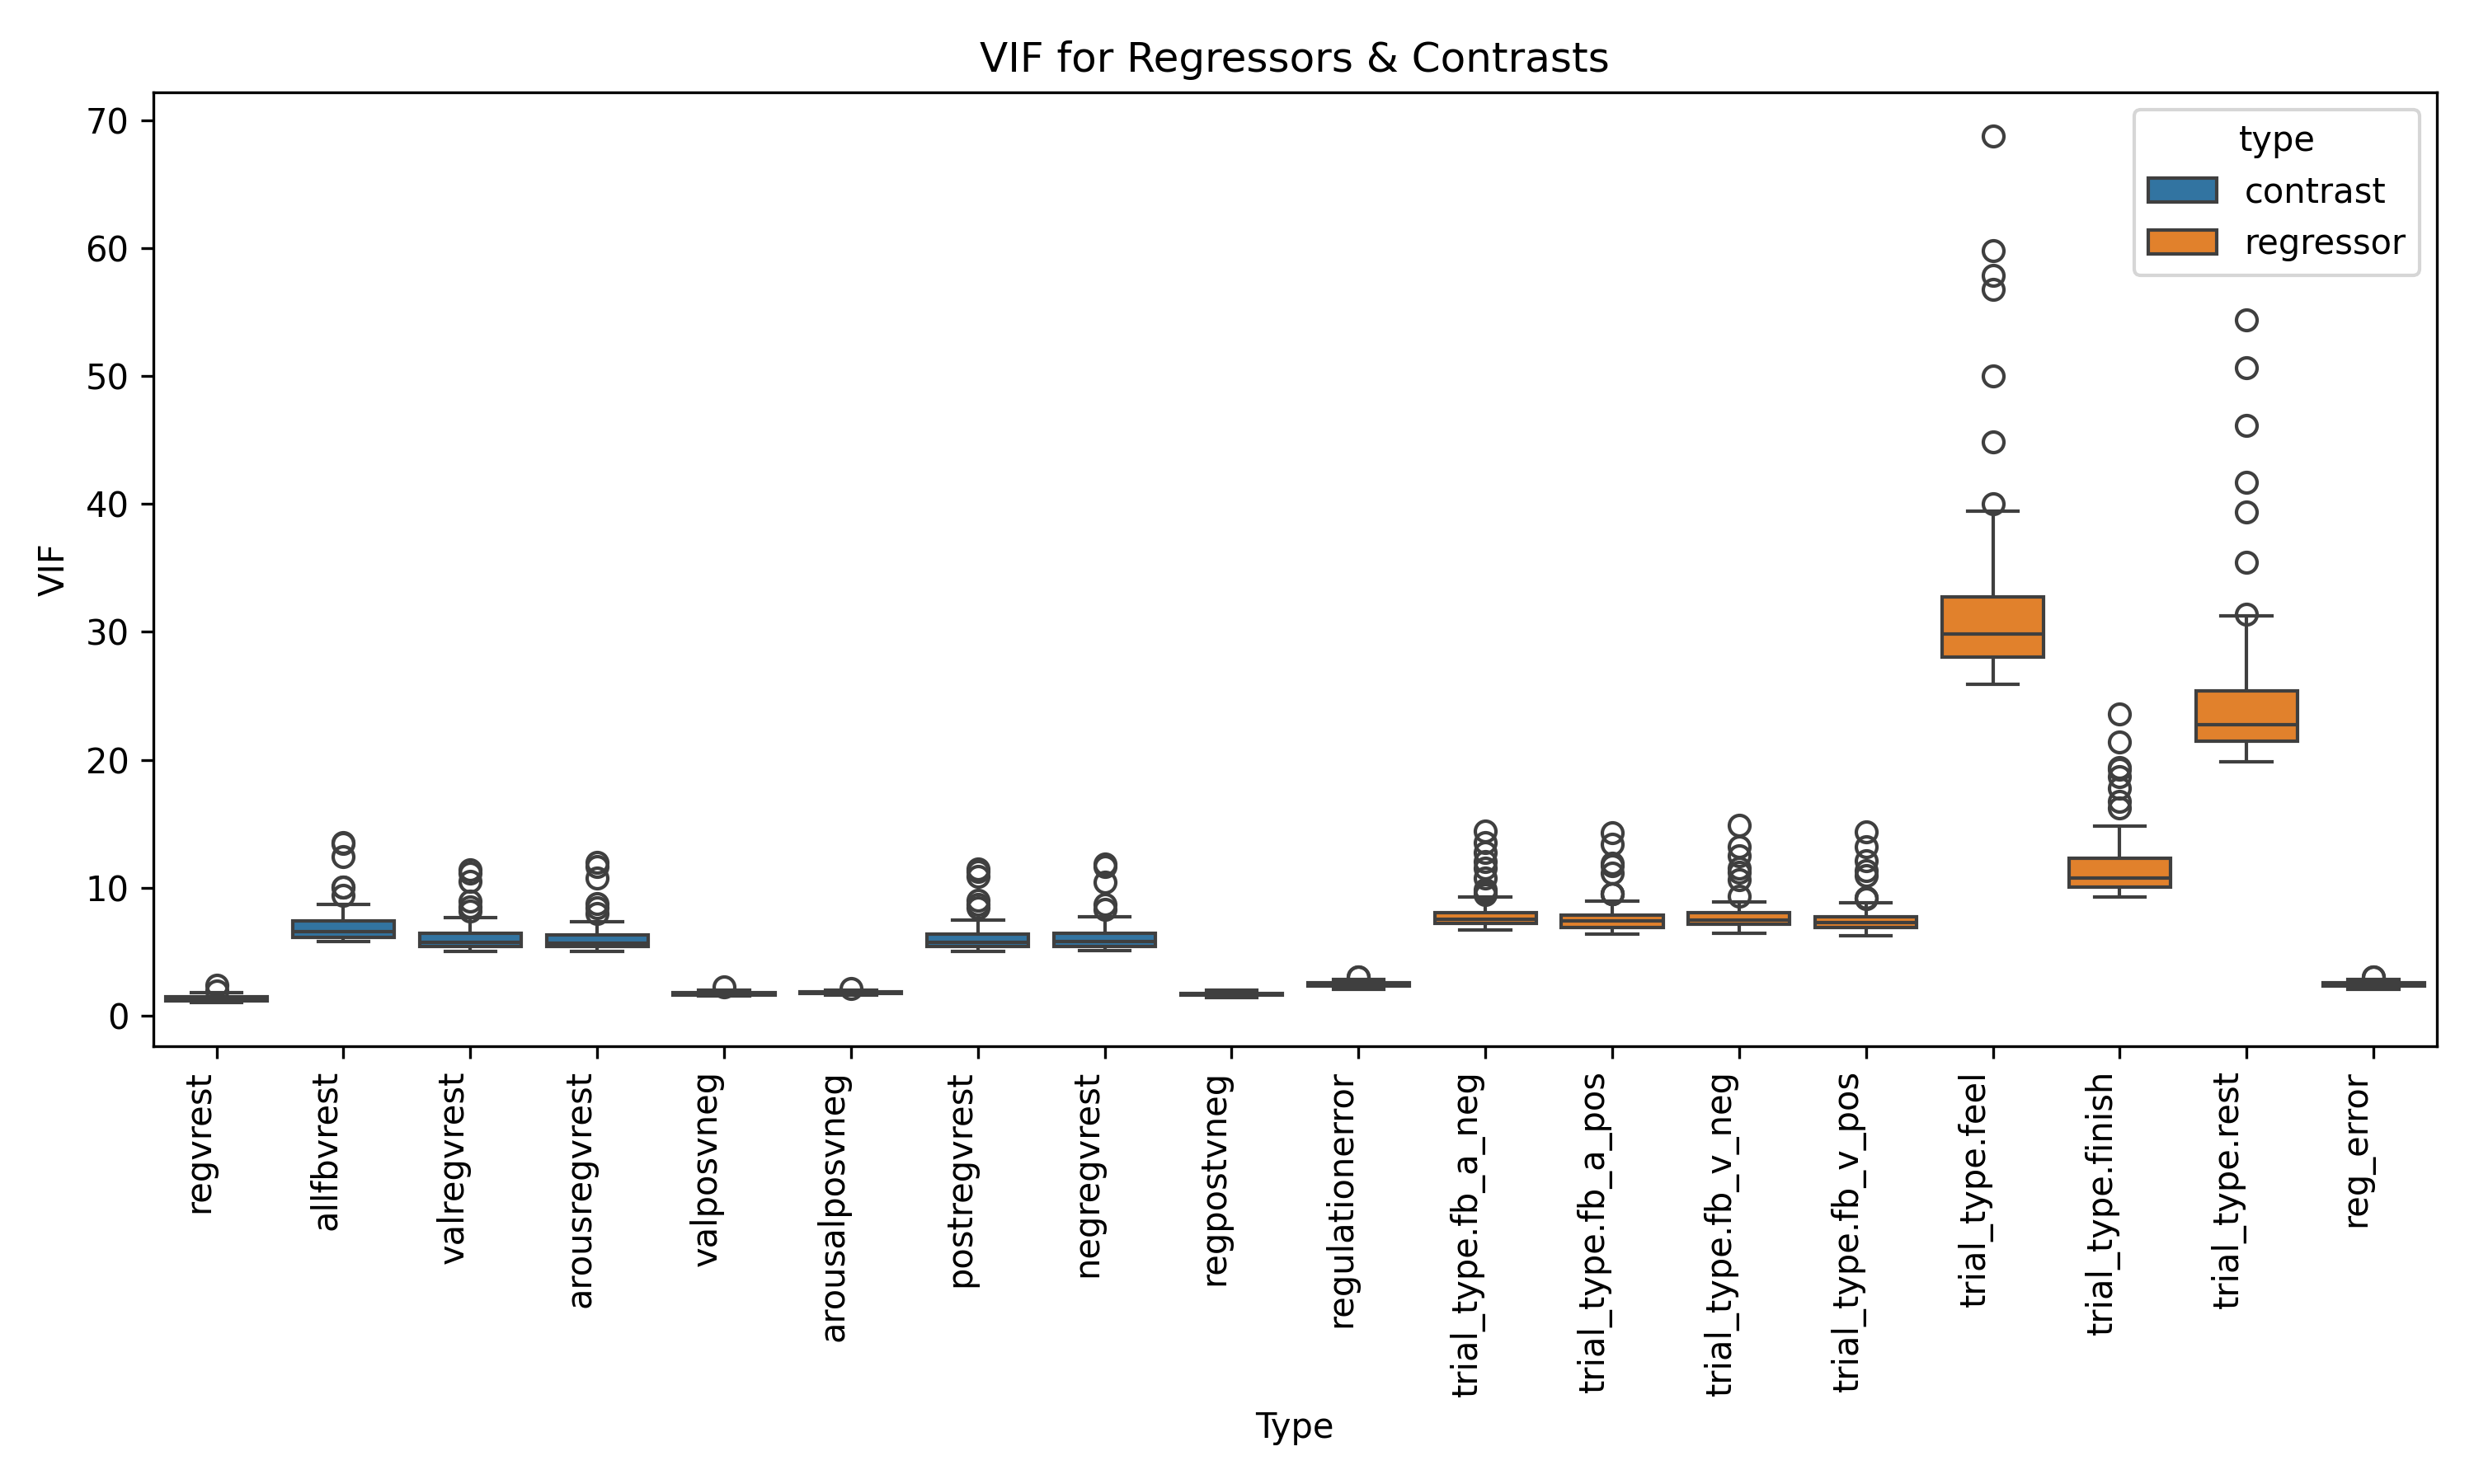 VIF for Regressors & Contrasts
type
contrast
regressor
VIF
70
60
50
40
30
20
10
0
regvrest
allfbvrest
valregvrest
arousregvrest
valposvneg
arousalposvneg
postregvrest
negregvrest
regpostvneg
regulationerror
trial_type.fb_a_neg
trial_type.fb_a_pos
trial_type.fb_v_neg
trial_type.fb_v_pos
trial_type.feel
trial_type.finish
trial_type.rest
reg_error
Type